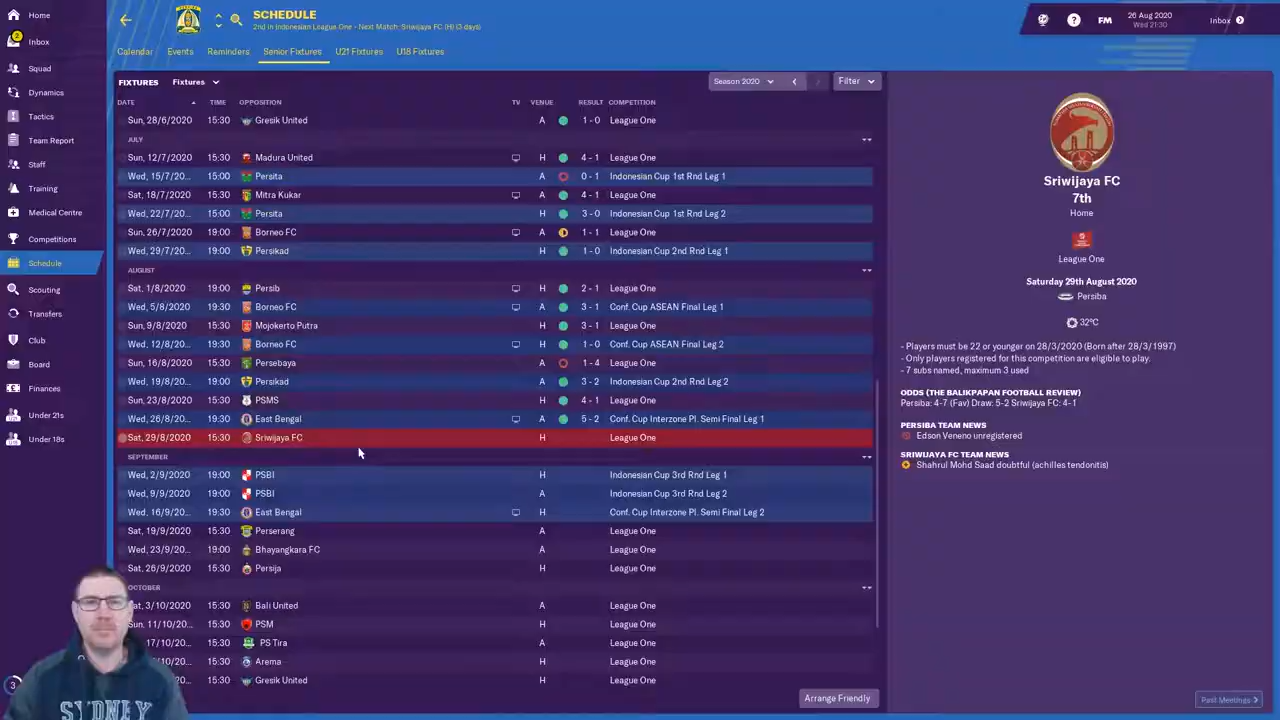 SCHEDULE
2nd in Indonesian League One - Next Match: Sriwijaya FC (H) (3 days)
FM
26 Aug 2020
Wed 21:30
Inbox
Home
2
Inbox
Squad
Dynamics
Tactics
Team Report
Staff
Training
Medical Centre
Competitions
Schedule
Scouting
Transfers
Club
Board
Finances
Under 21s
Under 18s
Calendar Events Reminders Senior Fixtures U21 Fixtures U18 Fixtures
FIXTURES Fixtures Season 2020 Filter
DATE TIME OPPOSITION TV VENUE RESULT COMPETITION
Sun, 28/6/2020 15:30 Gresik United A 1 - 0 League One
JULY
Sun, 12/7/2020 15:30 Madura United H 4 - 1 League One
Wed, 15/7/20... 15:00 Persita A 0 - 1 Indonesian Cup 1st Rnd Leg 1
Sat, 18/7/2020 15:30 Mitra Kukar A 4 - 1 League One
Wed, 22/7/20... 15:00 Persita H 3 - 0 Indonesian Cup 1st Rnd Leg 2
Sun, 26/7/2020 19:00 Borneo FC A 1 - 1 League One
Wed, 29/7/20... 19:00 Persikad H 1 - 0 Indonesian Cup 2nd Rnd Leg 1
AUGUST
Sat, 1/8/2020 19:00 Persib H 2 - 1 League One
Wed, 5/8/2020 19:30 Borneo FC A 3 - 1 Conf. Cup ASEAN Final Leg 1
Sun, 9/8/2020 15:30 Mojokerto Putra H 3 - 1 League One
Wed, 12/8/20... 19:30 Borneo FC H 1 - 0 Conf. Cup ASEAN Final Leg 2
Sun, 16/8/2020 15:30 Persebaya A 1 - 4 League One
Wed, 19/8/20... 19:00 Persikad A 3 - 2 Indonesian Cup 2nd Rnd Leg 2
Sun, 23/8/2020 15:30 PSMS H 4 - 1 League One
Wed, 26/8/20... 19:30 East Bengal A 5 - 2 Conf. Cup Interzone Pl. Semi Final Leg 1
Sat, 29/8/2020 15:30 Sriwijaya FC H League One
SEPTEMBER
Wed, 2/9/2020 19:00 PSBI H Indonesian Cup 3rd Rnd Leg 1
Wed, 9/9/2020 19:00 PSBI A Indonesian Cup 3rd Rnd Leg 2
Wed, 16/9/20... 19:30 East Bengal H Conf. Cup Interzone Pl. Semi Final Leg 2
Sat, 19/9/2020 15:30 Perserang A League One
Wed, 23/9/20... 19:00 Bhayangkara FC A League One
Sat, 26/9/2020 15:30 Persija H League One
OCTOBER
Sat, 3/10/2020 15:30 Bali United A League One
Sun, 11/10/20... 15:30 PSM H League One
17/10/20... 15:30 PS Tira A League One
/10/20... 15:30 Arema H League One
20... 15:30 Gresik United H League One
Arrange Friendly
Sriwijaya FC
7th
Home
League One
Saturday 29th August 2020
Persiba
32°C
- Players must be 22 or younger on 28/3/2020 (Born after 28/3/1997)
- Only players registered for this competition are eligible to play.
- 7 subs named, maximum 3 used
ODDS (THE BALIKPAPAN FOOTBALL REVIEW)
Persiba: 4-7 (Fav) Draw: 5-2 Sriwijaya FC: 4-1
PERSIBA TEAM NEWS
Edson Veneno unregistered
SRIWIJAYA FC TEAM NEWS
Shahrul Mohd Saad doubtful (achilles tendonitis)
Past Meetings
SYDNEY